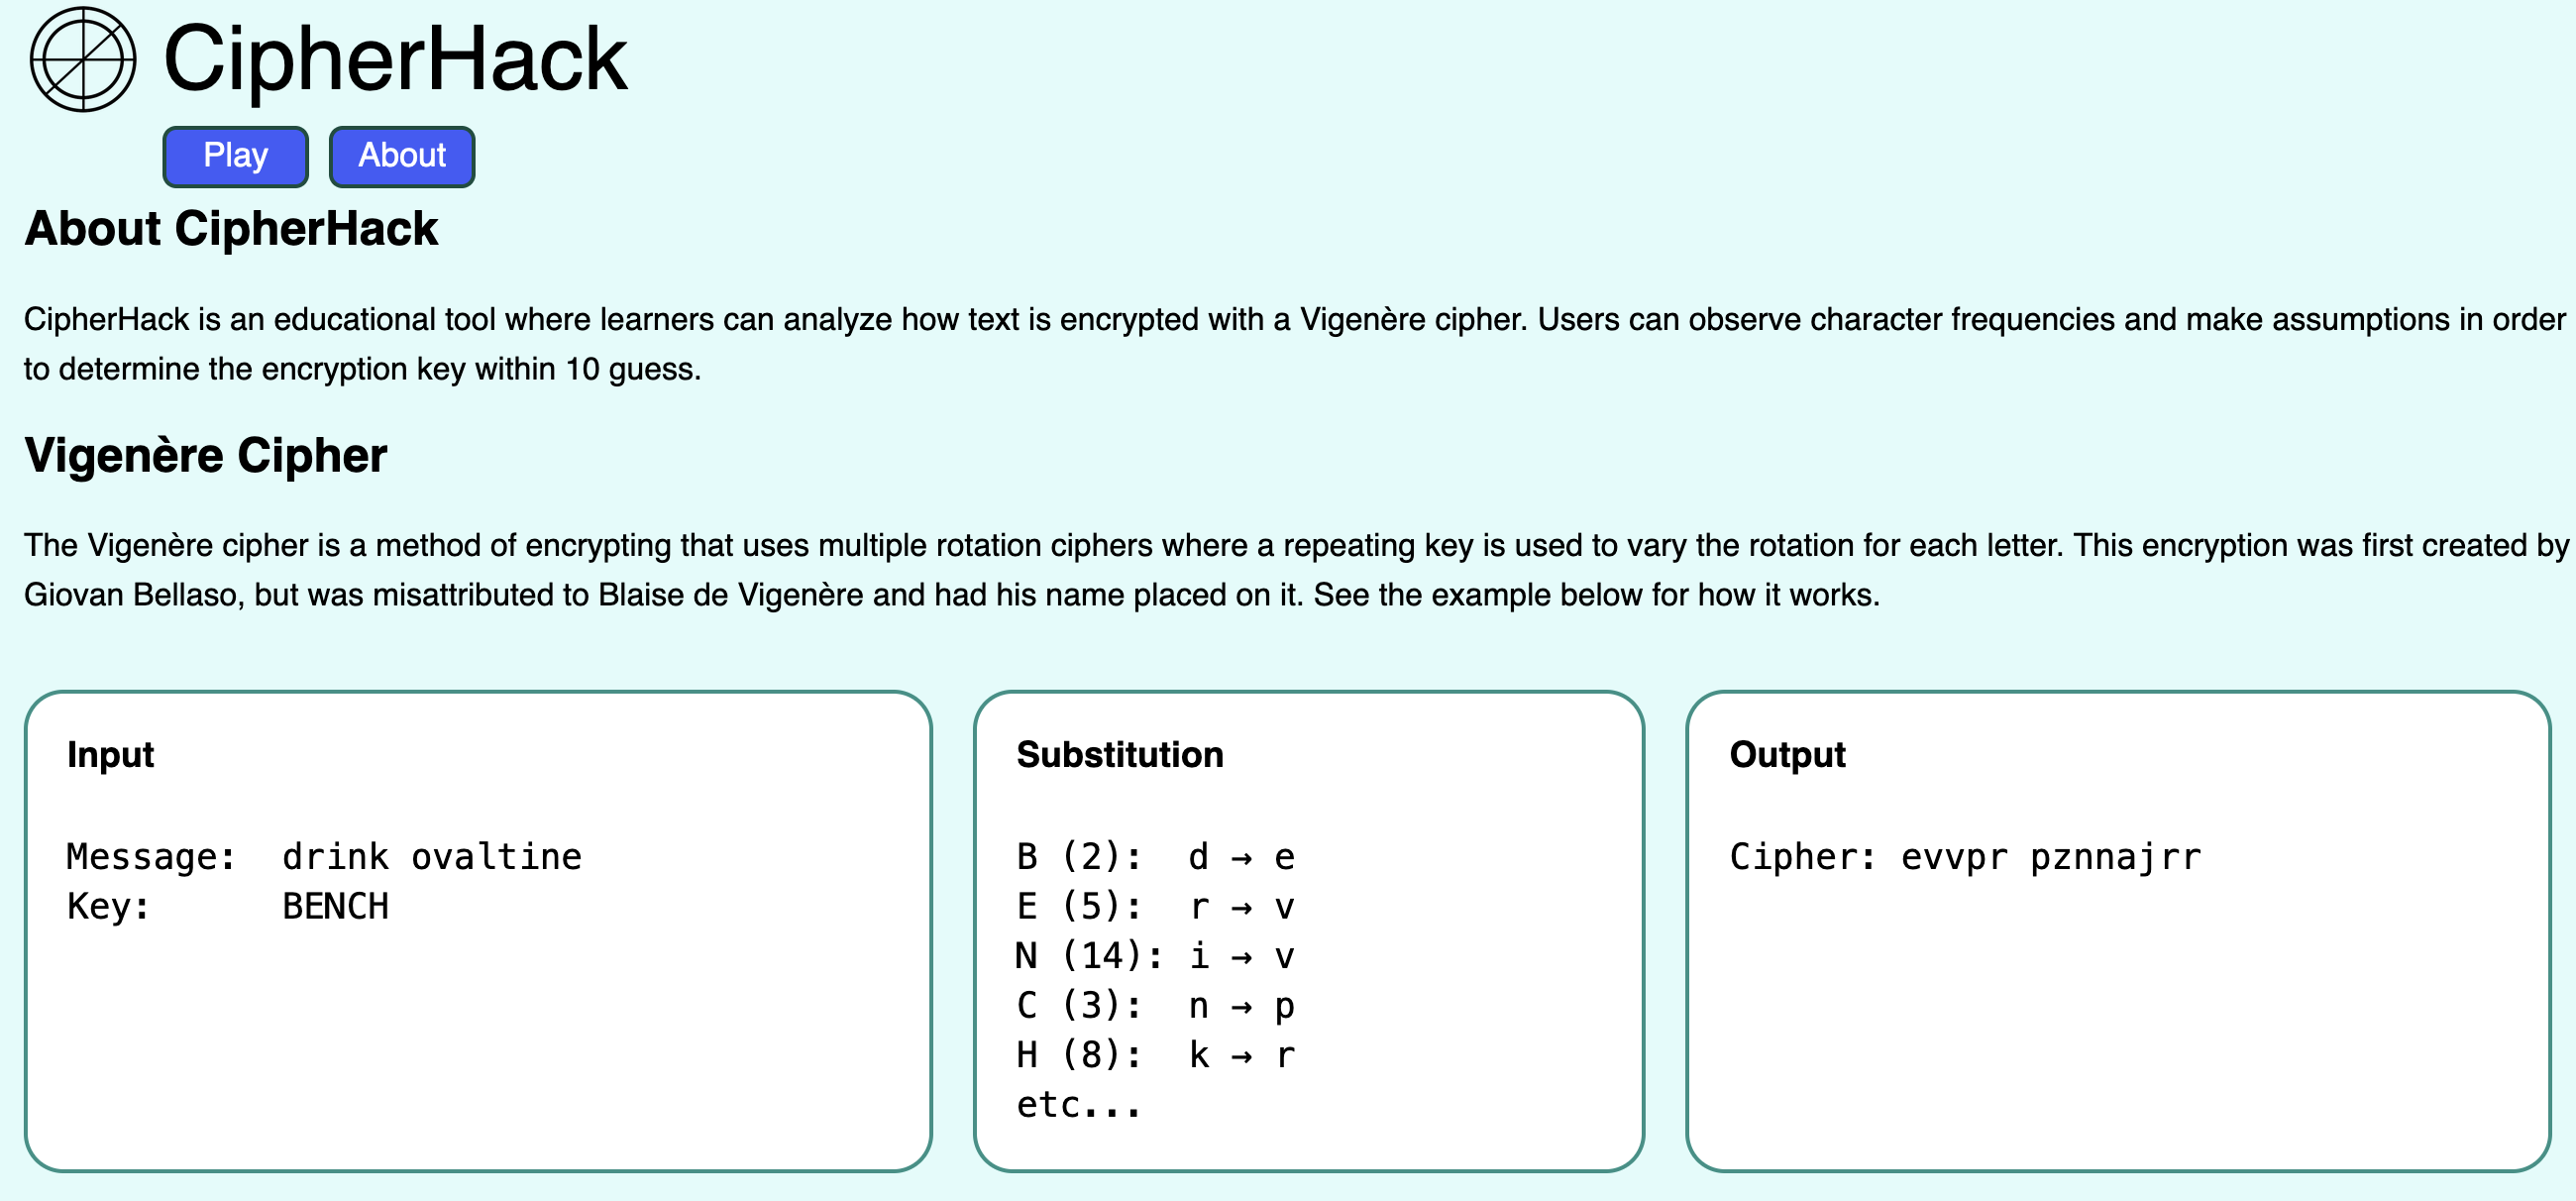 CipherHack
Play About
About CipherHack
CipherHack is an educational tool where learners can analyze how text is encrypted with a Vigenère cipher. Users can observe character frequencies and make assumptions in order
to determine the encryption key within 10 guess.
Vigenère Cipher
The Vigenère cipher is a method of encrypting that uses multiple rotation ciphers where a repeating key is used to vary the rotation for each letter. This encryption was first created by
Giovan Bellaso, but was misattributed to Blaise de Vigenère and had his name placed on it. See the example below for how it works.
Input
Message: drink ovaltine
Key: BENCH
Substitution
B (2): d → e
E (5): r → v
N (14): i → v
C (3): n → p
H (8): k → r
etc...
Output
Cipher: evvpr pznnajrr